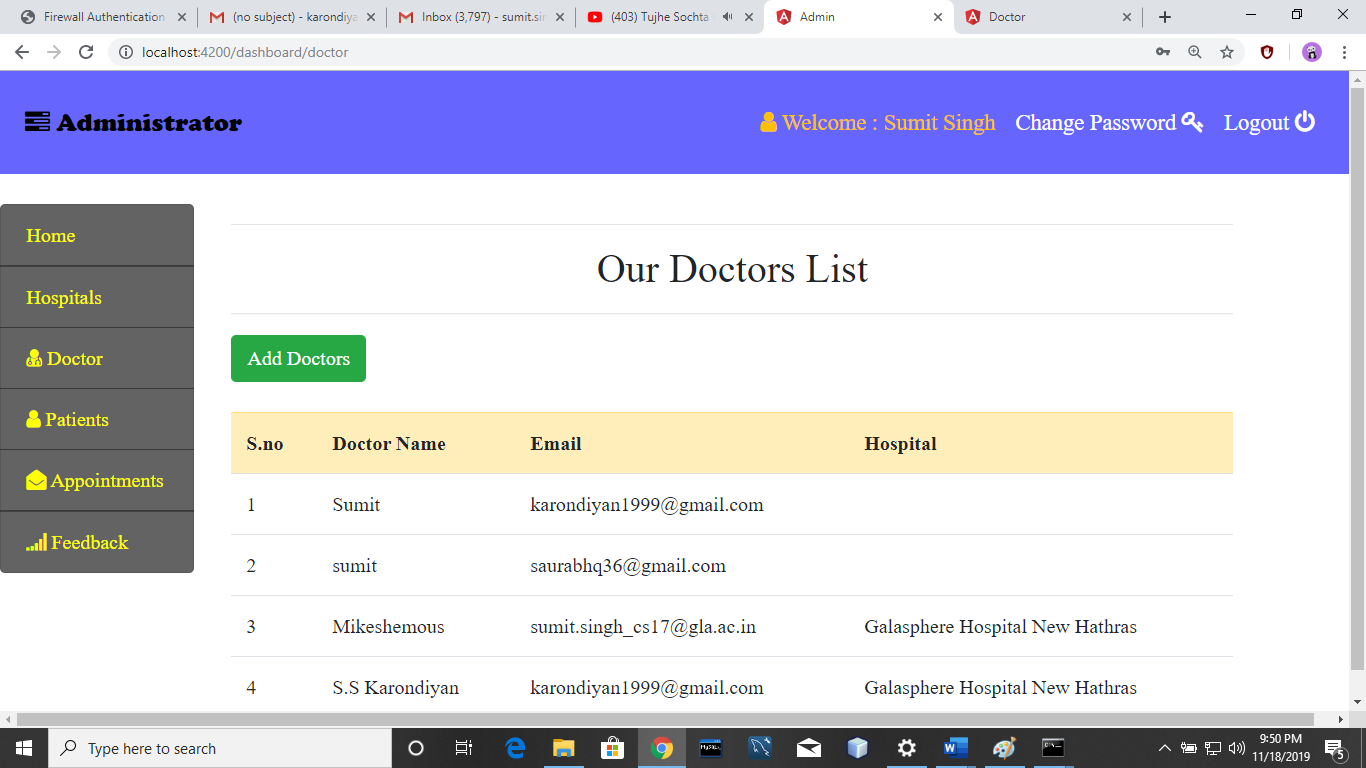 Firewall Authentication
(no subject) - karondiya
Inbox (3,797) - sumit.sin
(403) Tujhe Sochta
Admin
Doctor
localhost:4200/dashboard/doctor
Administrator
Welcome : Sumit Singh
Change Password
Logout
Home
Hospitals
Doctor
Patients
Appointments
Feedback
Our Doctors List
Add Doctors
S.no Doctor Name Email Hospital
1 Sumit karondiyan1999@gmail.com
2 sumit saurabhq36@gmail.com
3 Mikeshemous sumit.singh_cs17@gla.ac.in Galasphere Hospital New Hathras
4 S.S Karondiyan karondiyan1999@gmail.com Galasphere Hospital New Hathras
Type here to search
9:50 PM
11/18/2019
5